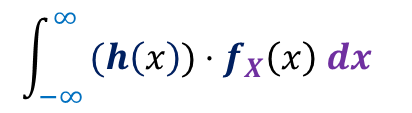 ∫_{−∞}^{∞} (h(x)) · f_X(x) dx